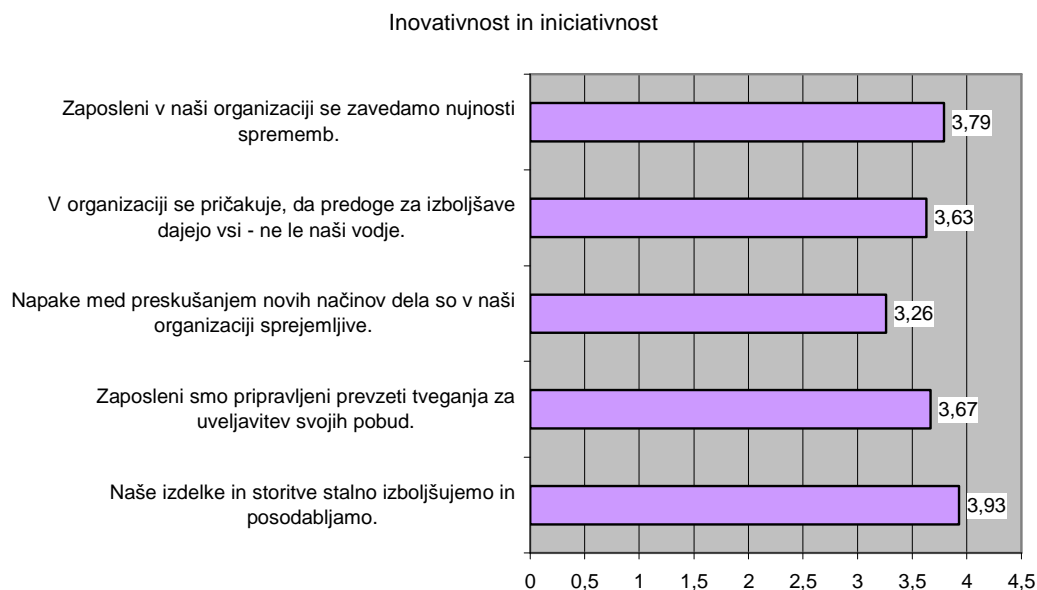 Inovativnost in iniciativnost
Zaposleni v naši organizaciji se zavedamo nujnosti
sprememb.
3,79
V organizaciji se pričakuje, da predoge za izboljšave
dajejo vsi - ne le naši vodje.
3,63
Napake med preskušanjem novih načinov dela so v naši
organizaciji sprejemljive.
3,26
Zaposleni smo pripravljeni prevzeti tveganja za
uveljavitev svojih pobud.
3,67
Naše izdelke in storitve stalno izboljšujemo in
posodabljamo.
3,93
0 0,5 1 1,5 2 2,5 3 3,5 4 4,5